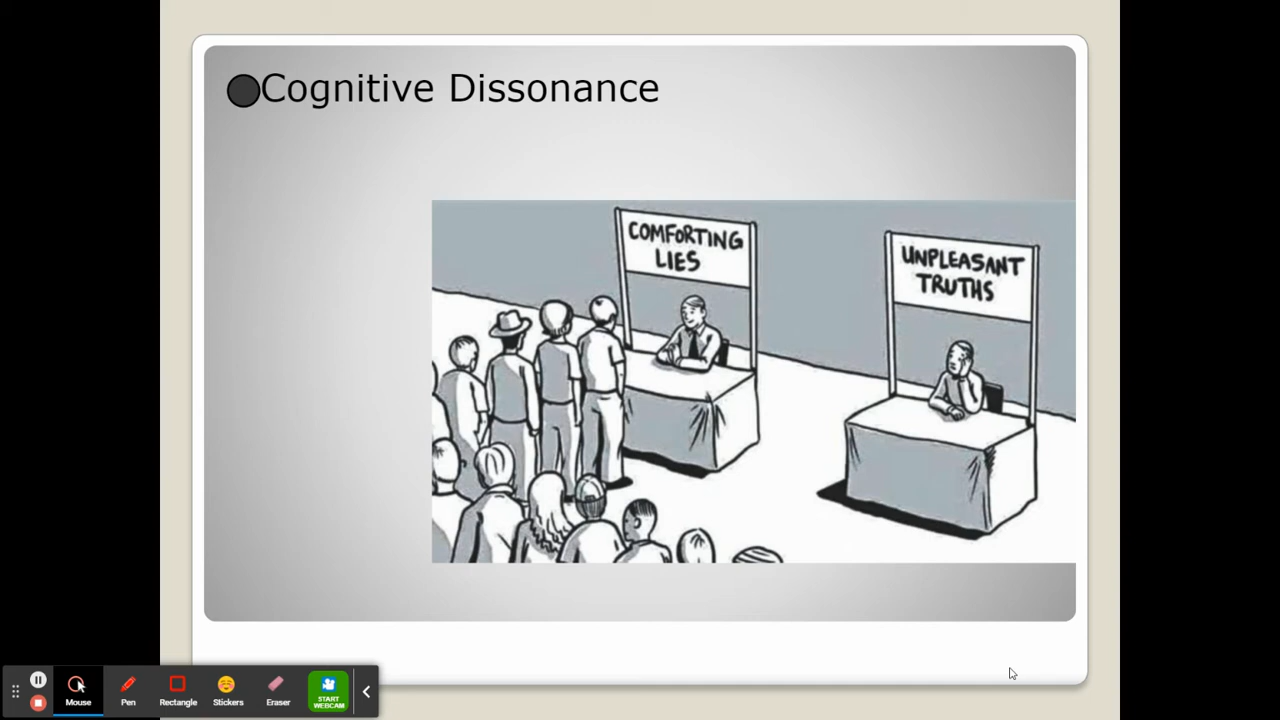 Cognitive Dissonance
COMFORTING
LIES
UNPLEASANT
TRUTHS
Mouse
Pen
Rectangle
Stickers
Eraser
START
WEBCAM